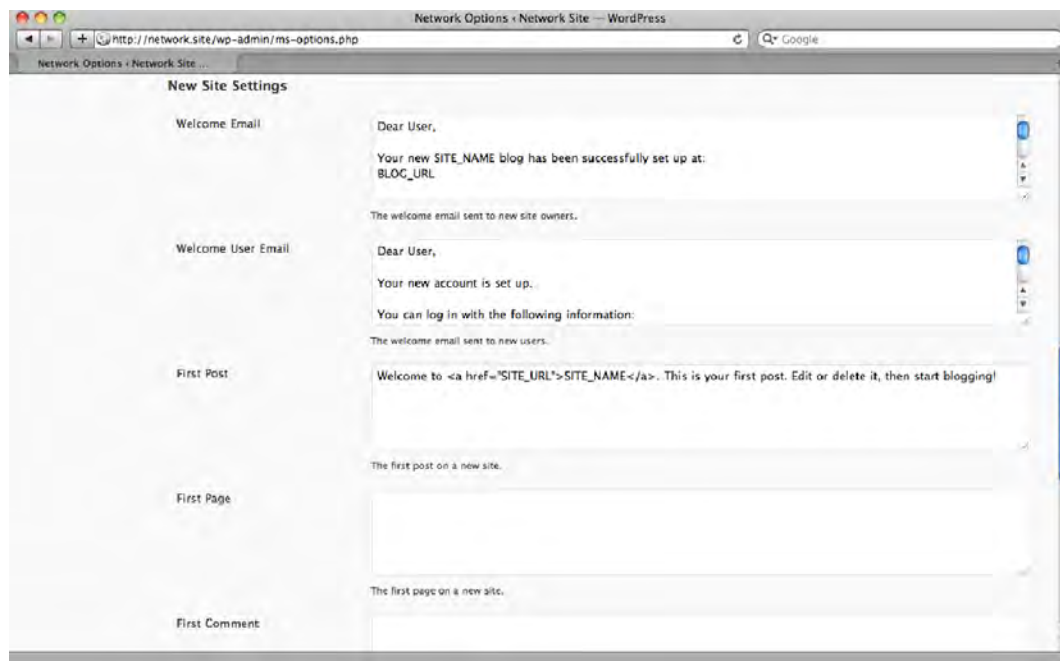 Network Options ‹ Network Site — WordPress
http://network.site/wp-admin/ms-options.php
Google
Network Options ‹ Network Site ...
New Site Settings
Welcome Email
Dear User,
Your new SITE_NAME blog has been successfully set up at:
BLOG_URL
The welcome email sent to new site owners.
Welcome User Email
Dear User,
Your new account is set up.
You can log in with the following information:
The welcome email sent to new users.
First Post
Welcome to <a href="SITE_URL">SITE_NAME</a>. This is your first post. Edit or delete it, then start blogging!
The first post on a new site.
First Page
The first page on a new site.
First Comment